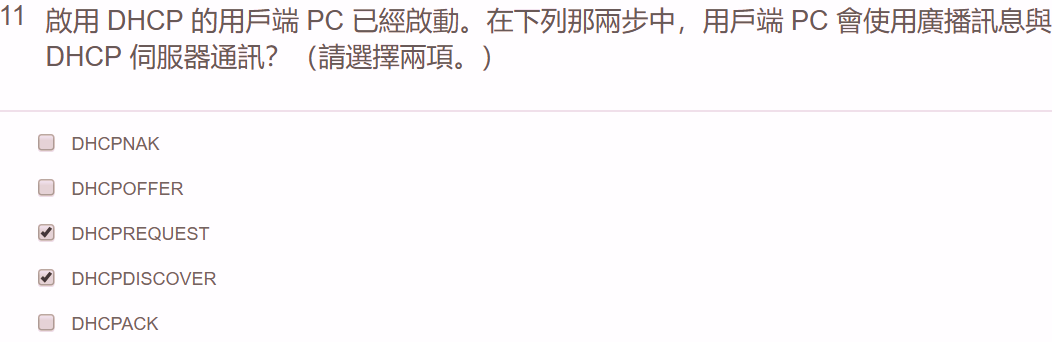 11 啟用 DHCP 的用戶端 PC 已經啟動。在下列那兩步中，用戶端 PC 會使用廣播訊息與
DHCP 伺服器通訊？（請選擇兩項。）
DHCPNAK
DHCPOFFER
DHCPREQUEST
DHCPDISCOVER
DHCPACK